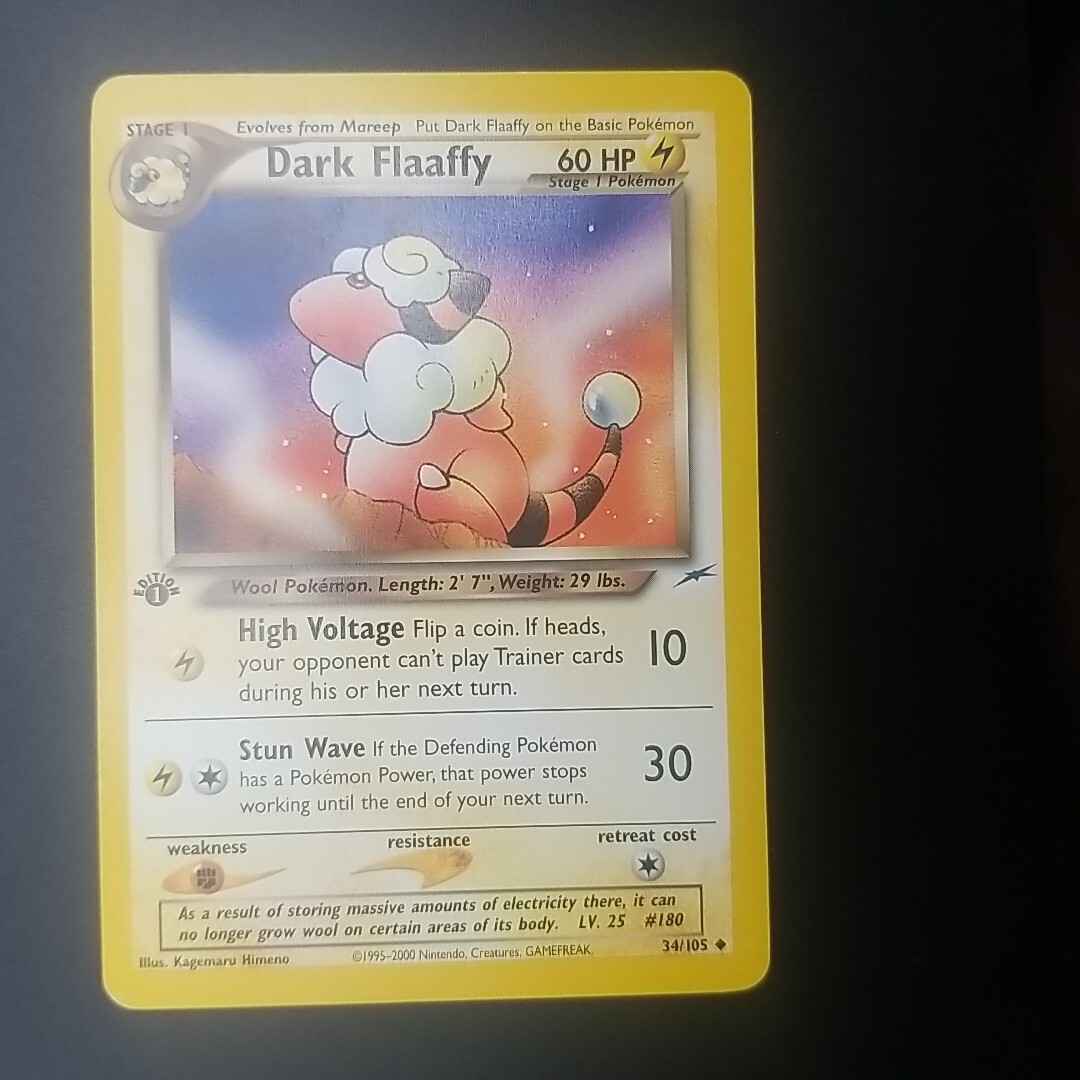 STAGE 1 Evolves from Mareep Put Dark Flaaffy on the Basic Pokémon
Dark Flaaffy 60 HP
Stage 1 Pokémon
EDITION
1
Wool Pokémon. Length: 2' 7", Weight: 29 lbs.
High Voltage Flip a coin. If heads,
your opponent can't play Trainer cards
during his or her next turn.
10
Stun Wave If the Defending Pokémon
has a Pokémon Power, that power stops
working until the end of your next turn.
30
weakness resistance retreat cost
As a result of storing massive amounts of electricity there, it can
no longer grow wool on certain areas of its body. LV. 25 #180
Illus. Kagemaru Himeno ©1995–2000 Nintendo, Creatures, GAMEFREAK. 34/105